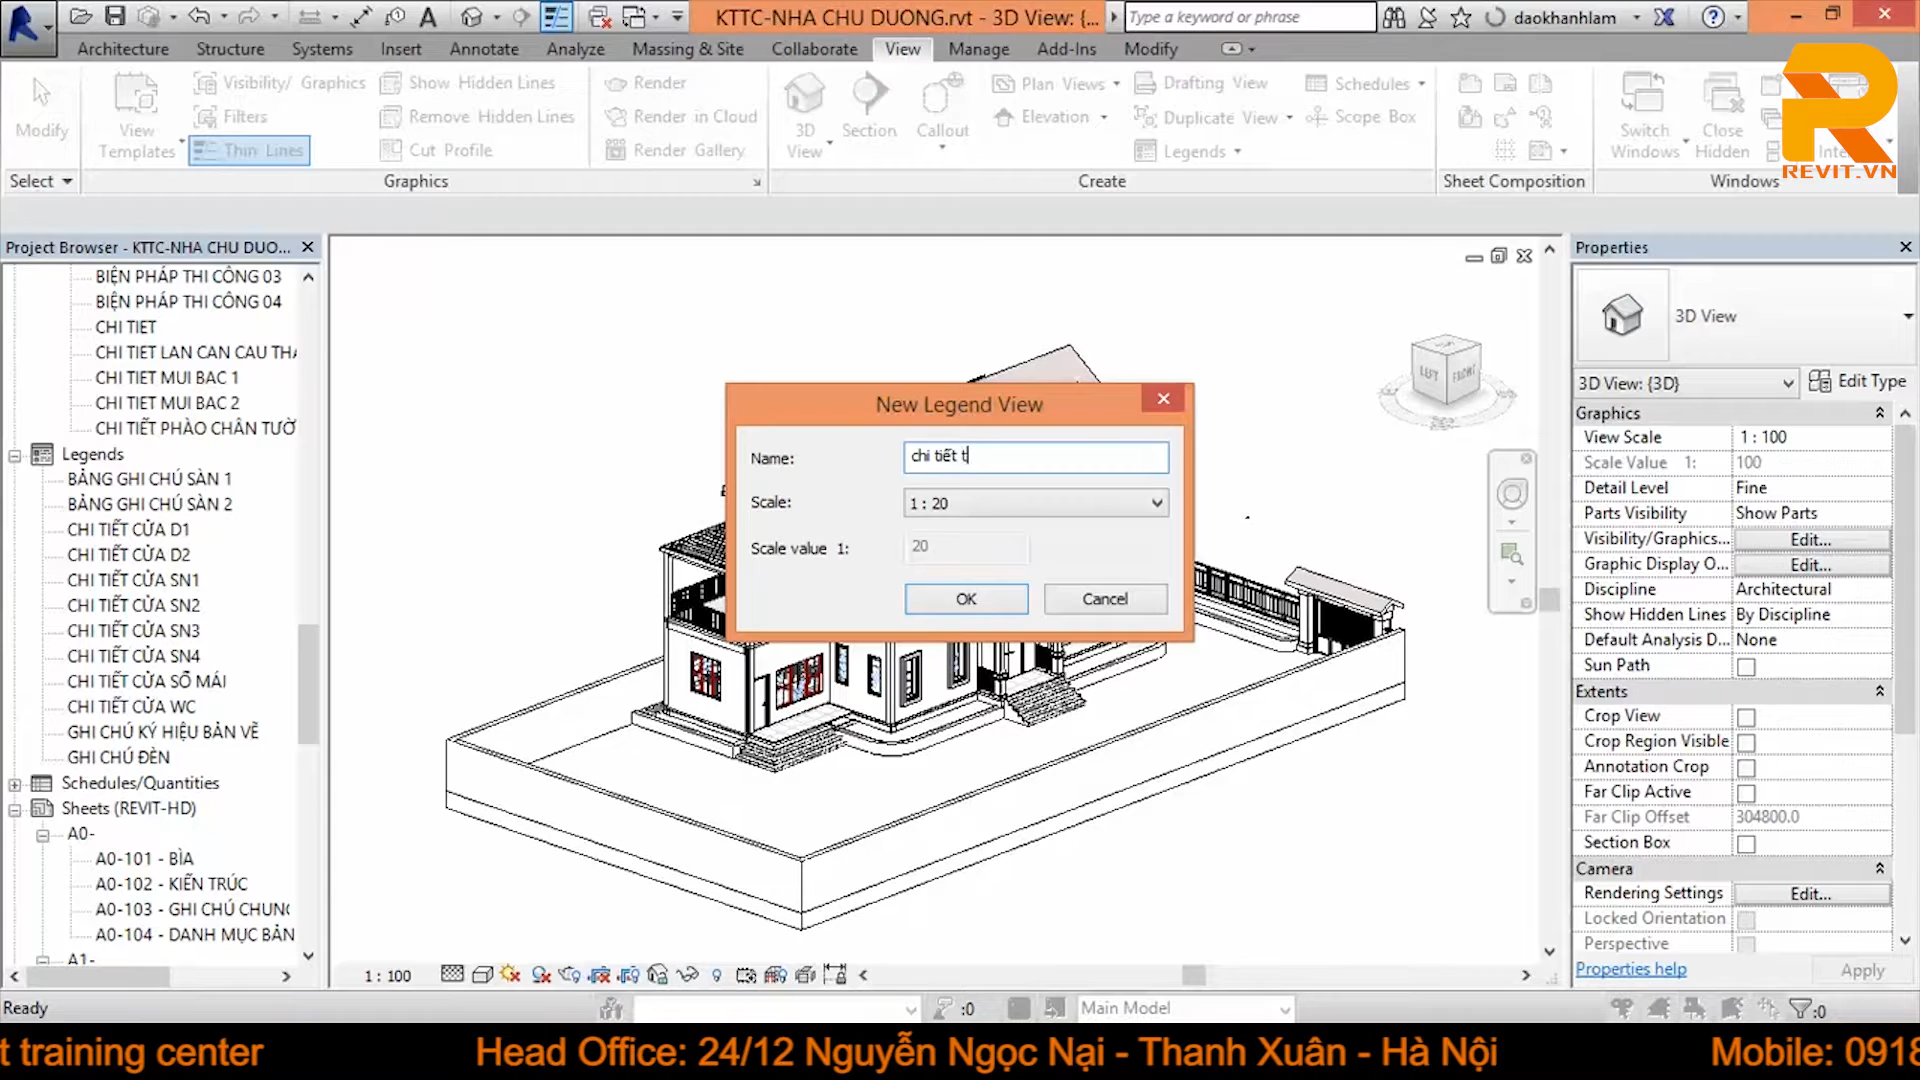 KTTC-NHA CHU DUONG.rvt - 3D View: {...
Type a keyword or phrase
daokhanhlam
Architecture Structure Systems Insert Annotate Analyze Massing & Site Collaborate View Manage Add-Ins Modify
Modify
View Templates
Visibility/ Graphics
Filters
Thin Lines
Show Hidden Lines
Remove Hidden Lines
Cut Profile
Render
Render in Cloud
Render Gallery
3D View
Section
Callout
Plan Views
Elevation
Drafting View
Duplicate View
Legends
Schedules
Scope Box
Switch Windows
Close Hidden
REVIT.VN
Select
Graphics
Create
Sheet Composition
Windows
Project Browser - KTTC-NHA CHU DUO...
BIỆN PHÁP THI CÔNG 03
BIỆN PHÁP THI CÔNG 04
CHI TIET
CHI TIET LAN CAN CAU THA
CHI TIET MUI BAC 1
CHI TIET MUI BAC 2
CHI TIẾT PHÀO CHÂN TƯỜ
Legends
BẢNG GHI CHÚ SÀN 1
BẢNG GHI CHÚ SÀN 2
CHI TIẾT CỬA D1
CHI TIẾT CỬA D2
CHI TIẾT CỬA SN1
CHI TIẾT CỬA SN2
CHI TIẾT CỬA SN3
CHI TIẾT CỬA SN4
CHI TIẾT CỬA SỔ MÁI
CHI TIẾT CỬA WC
GHI CHÚ KÝ HIỆU BẢN VẼ
GHI CHÚ ĐÈN
Schedules/Quantities
Sheets (REVIT-HD)
A0-
A0-101 - BÌA
A0-102 - KIẾN TRÚC
A0-103 - GHI CHÚ CHUNG
A0-104 - DANH MỤC BẢN
A1-
LEFT
FRONT
New Legend View
Name: chi tiết t
Scale: 1 : 20
Scale value 1: 20
OK
Cancel
Properties
3D View
3D View: {3D}
Edit Type
Graphics
View Scale 1 : 100
Scale Value 1: 100
Detail Level Fine
Parts Visibility Show Parts
Visibility/Graphics... Edit...
Graphic Display O... Edit...
Discipline Architectural
Show Hidden Lines By Discipline
Default Analysis D... None
Sun Path
Extents
Crop View
Crop Region Visible
Annotation Crop
Far Clip Active
Far Clip Offset 304800.0
Section Box
Camera
Rendering Settings Edit...
Locked Orientation
Perspective
Properties help
Apply
1 : 100
Ready
:0
Main Model
:0
t training center
Head Office: 24/12 Nguyễn Ngọc Nại - Thanh Xuân - Hà Nội
Mobile: 0918